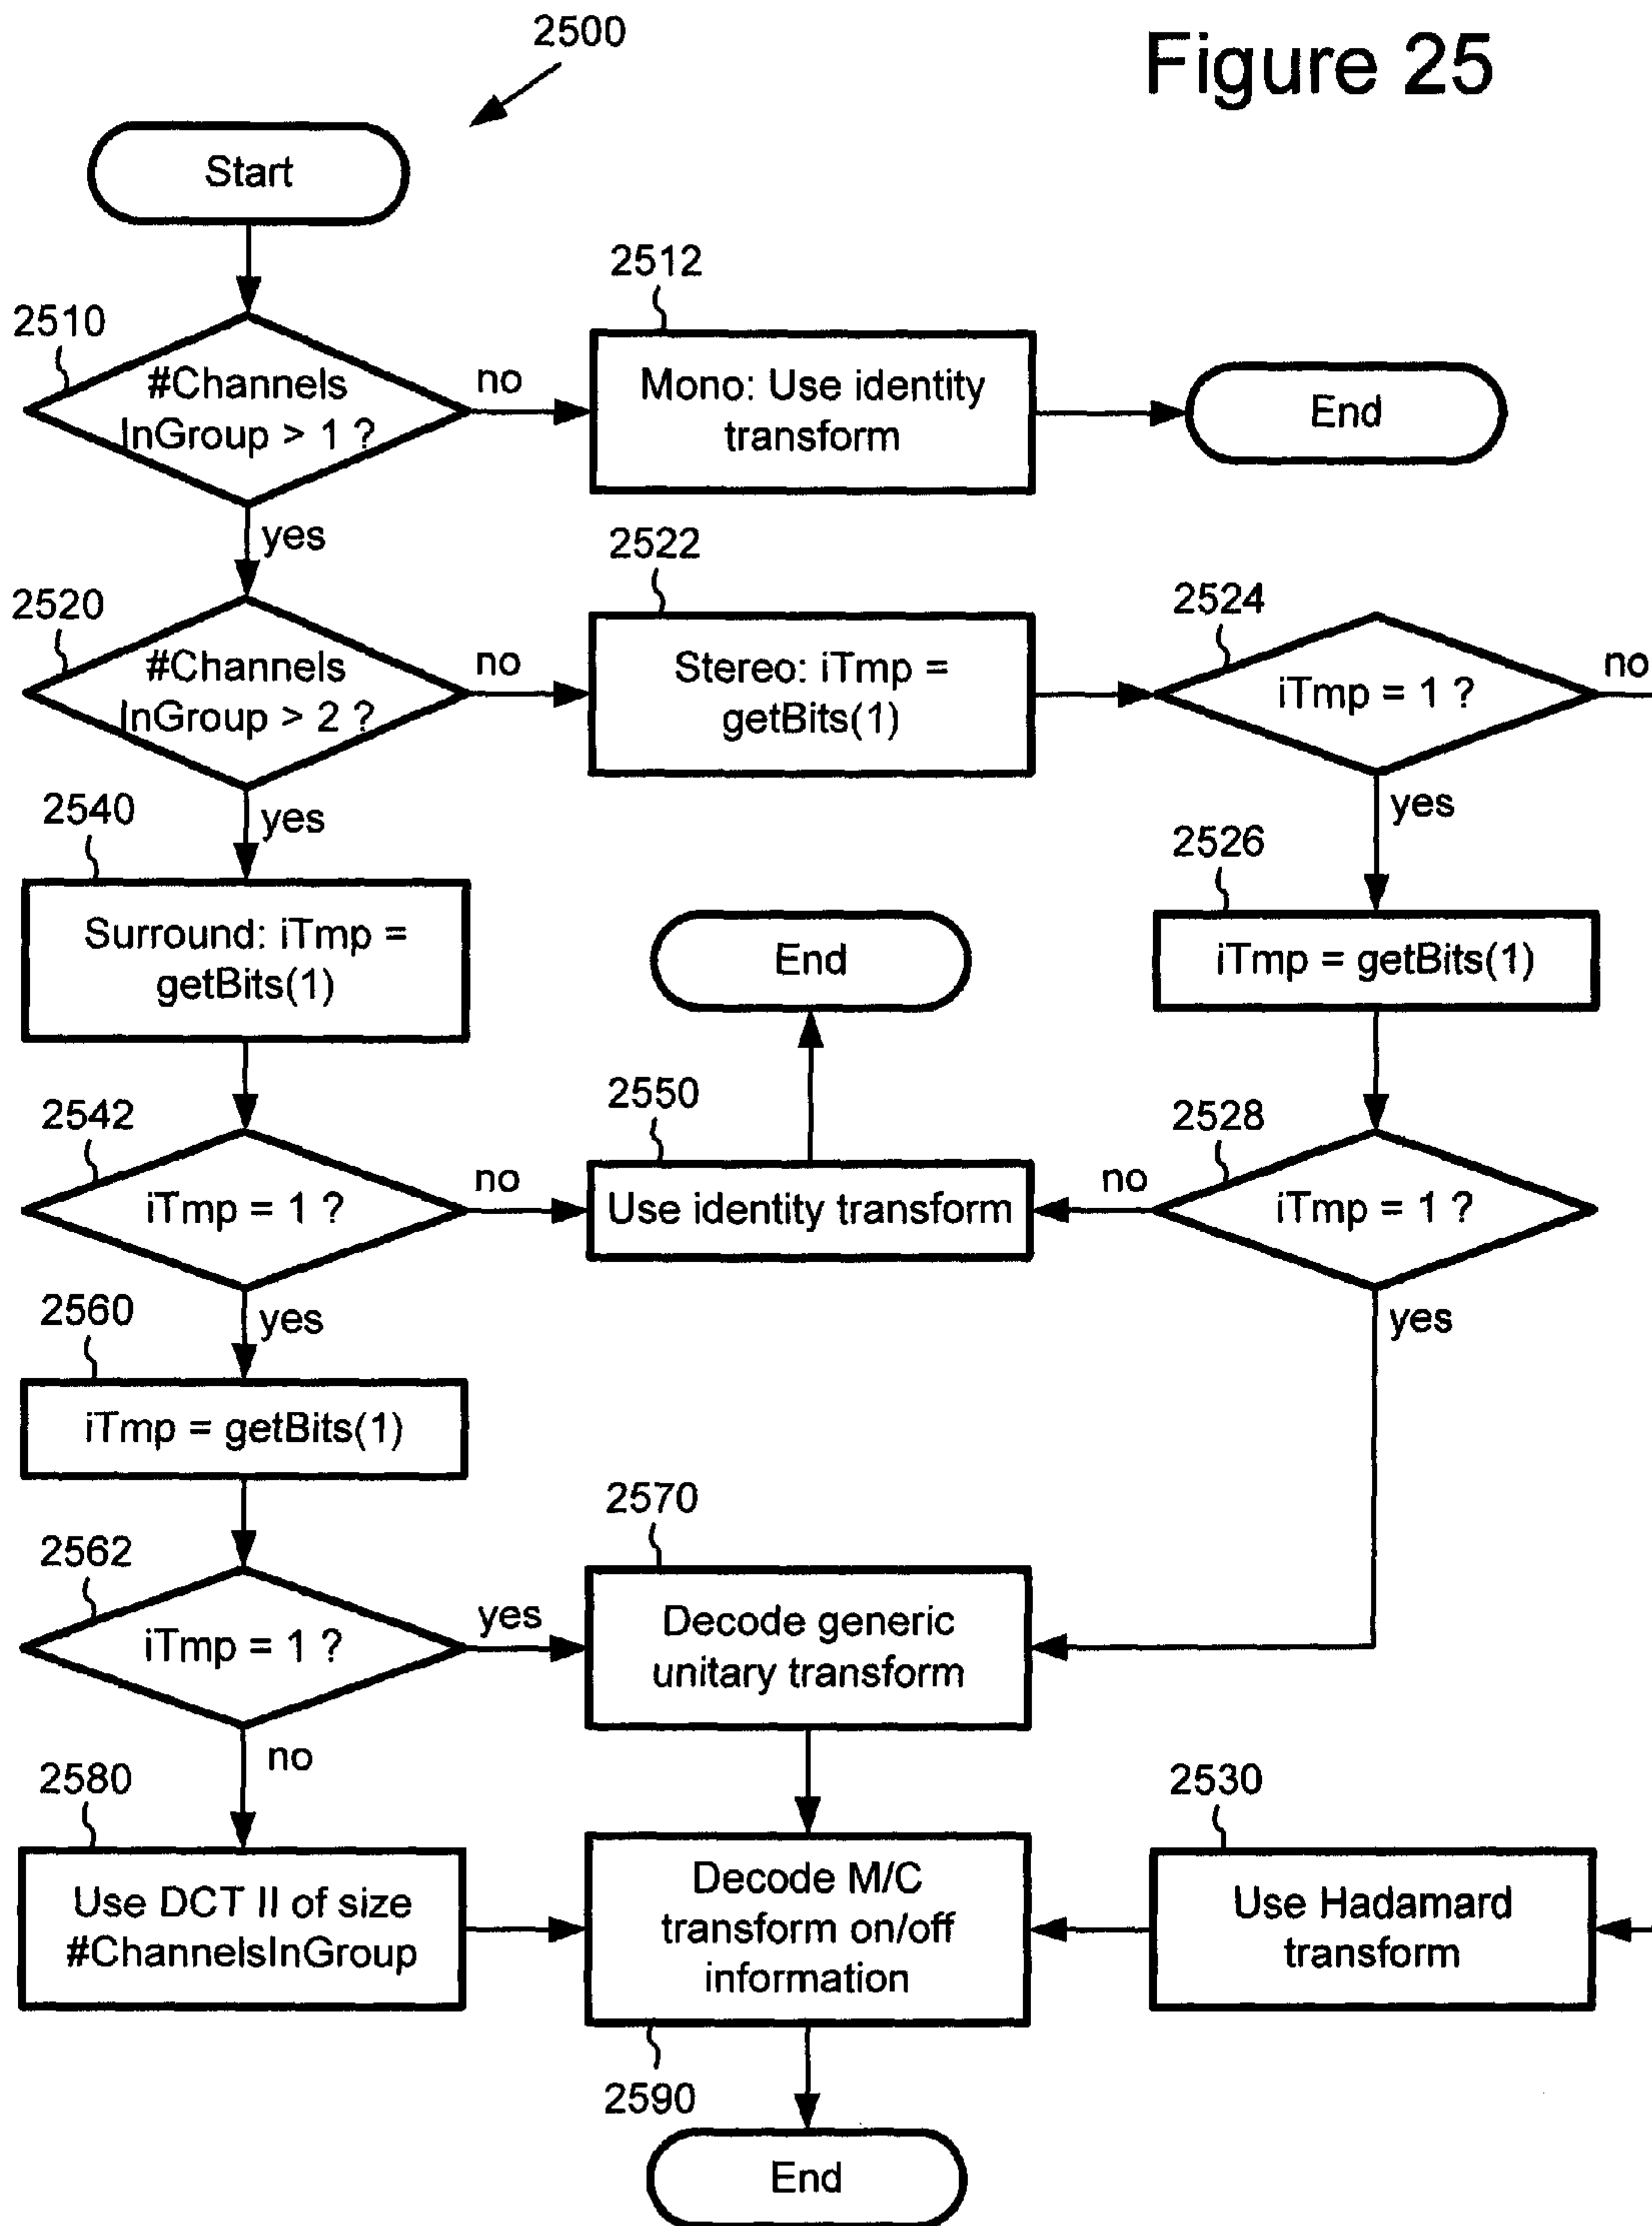 Figure 25
2500
Start
2510
#Channels
InGroup > 1 ?
no
yes
2512
Mono: Use identity
transform
End
2520
#Channels
InGroup > 2 ?
no
yes
2522
Stereo: iTmp =
getBits(1)
2524
iTmp = 1 ?
no
yes
2540
Surround: iTmp =
getBits(1)
End
2526
iTmp = getBits(1)
2542
iTmp = 1 ?
no
yes
2550
Use identity transform
2528
no
iTmp = 1 ?
yes
2560
iTmp = getBits(1)
2562
iTmp = 1 ?
yes
no
2570
Decode generic
unitary transform
2580
Use DCT II of size
#ChannelsInGroup
Decode M/C
transform on/off
information
2590
2530
Use Hadamard
transform
End